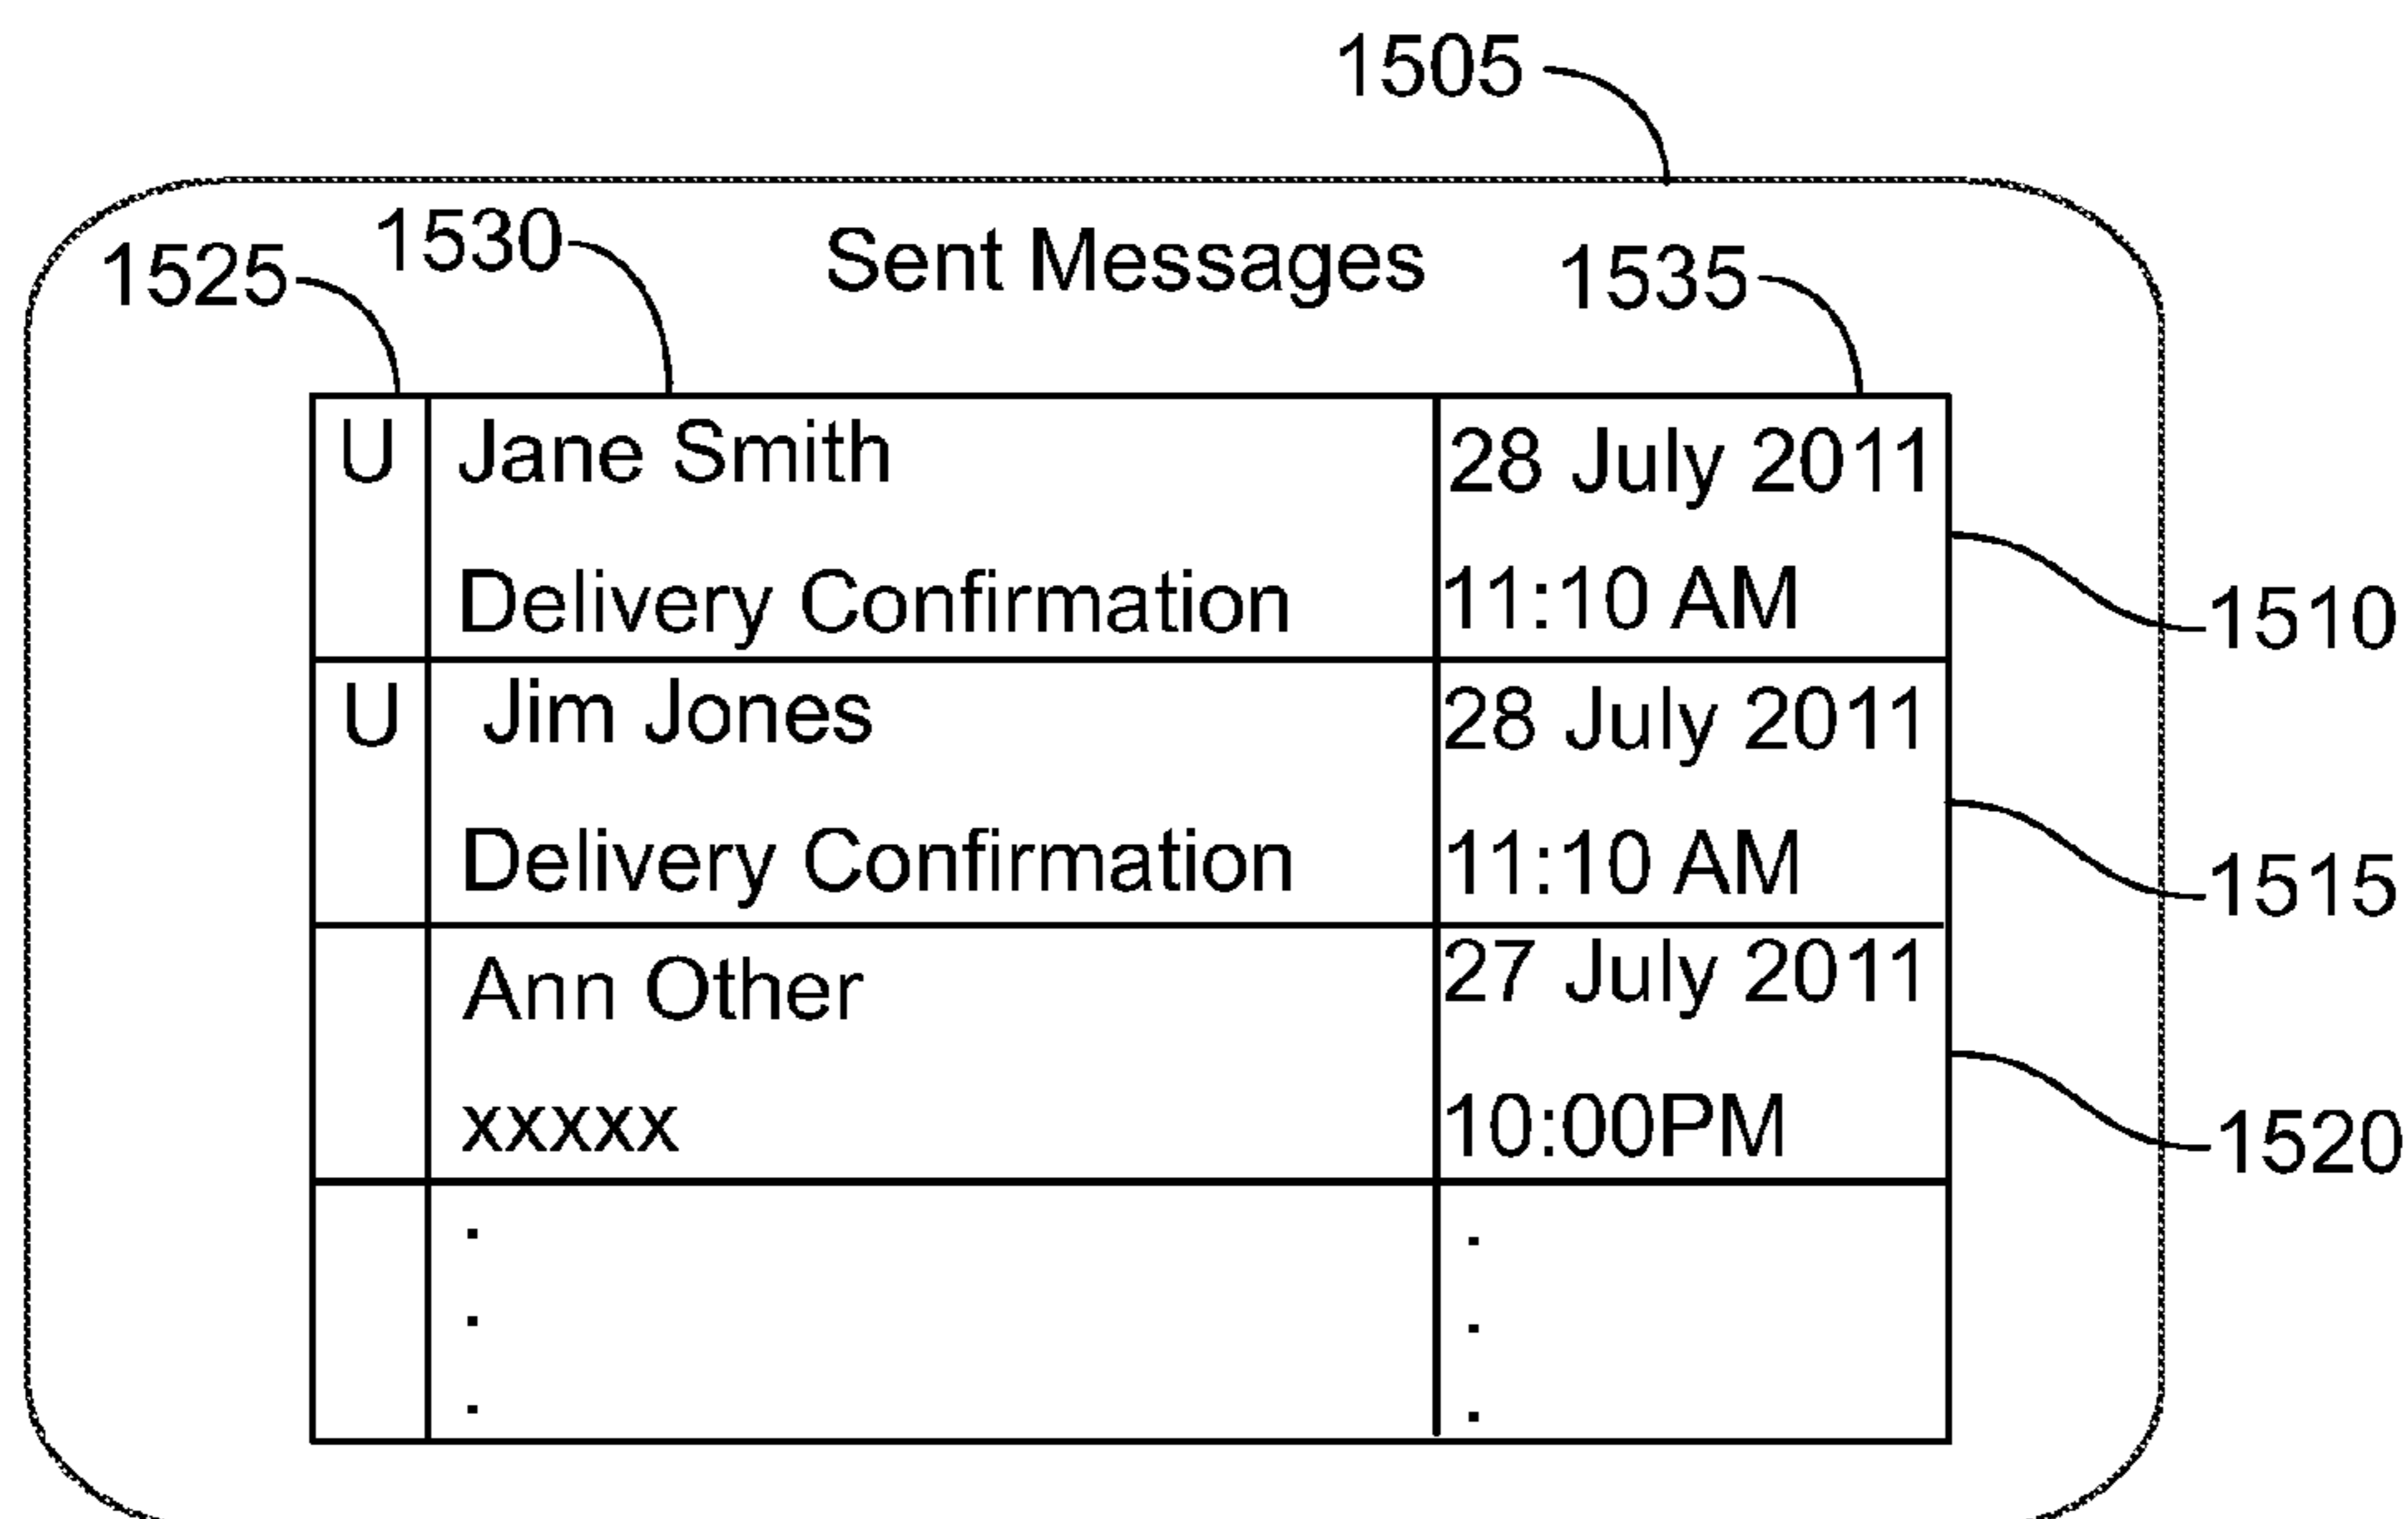 1505
1530
Sent Messages
1525
1535
U Jane Smith 28 July 2011
Delivery Confirmation 11:10 AM
1510
U Jim Jones 28 July 2011
Delivery Confirmation 11:10 AM
1515
Ann Other 27 July 2011
xxxxx 10:00PM
1520
. .
. .
. .